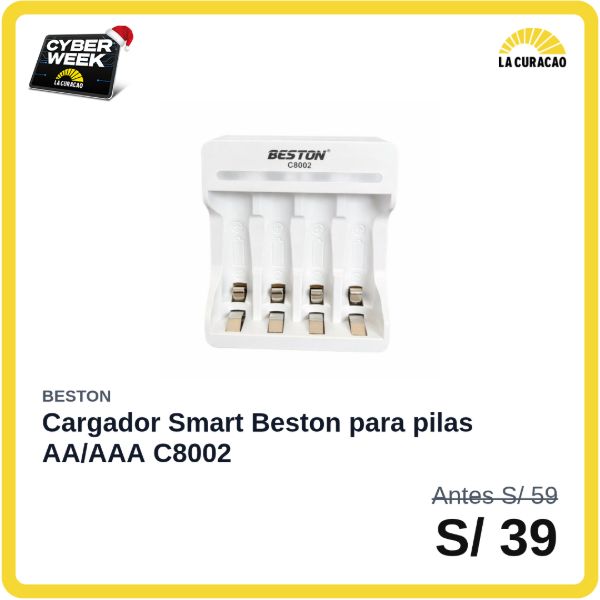 CYBER
WEEK
LA CURACAO
LA CURACAO
BESTON®
C8002
BESTON
Cargador Smart Beston para pilas
AA/AAA C8002
Antes S/ 59
S/ 39